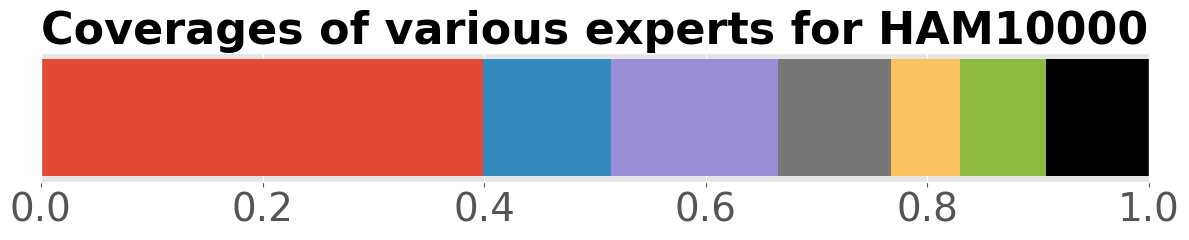 Coverages of various experts for HAM10000
0.0 0.2 0.4 0.6 0.8 1.0